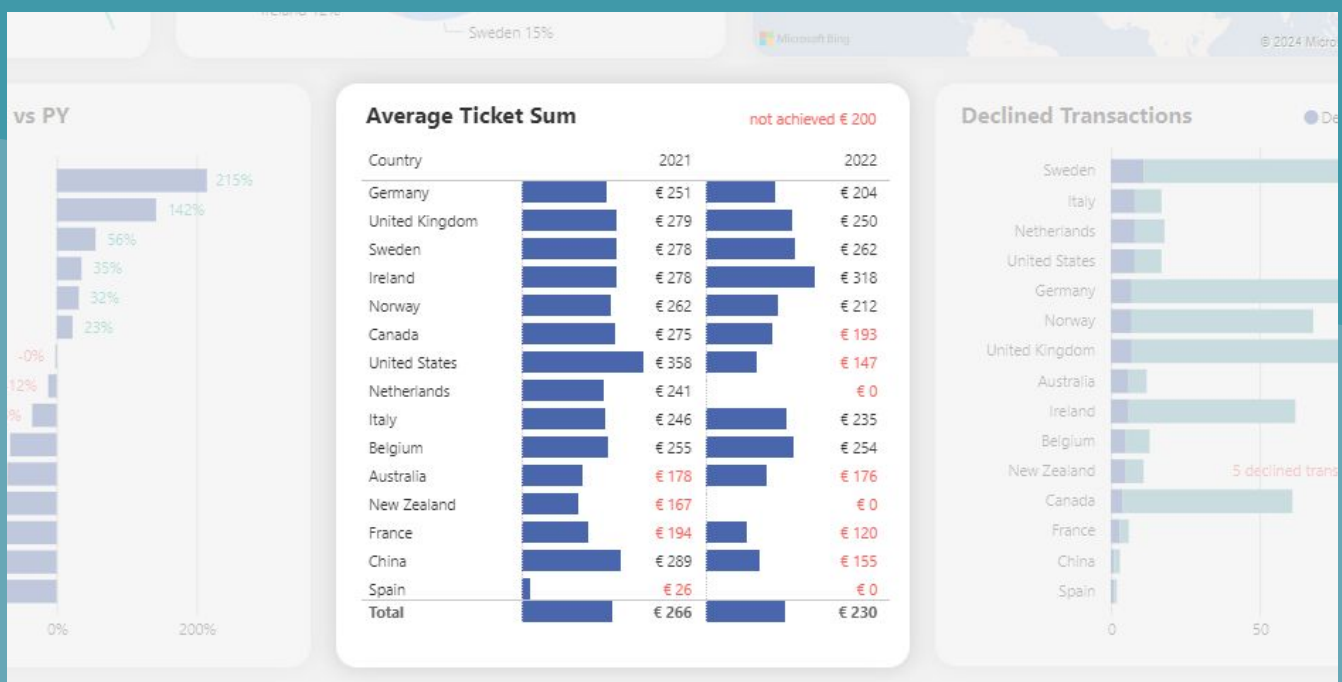 Sweden 15%
Microsoft Bing
© 2024 Micro
vs PY
215%
142%
56%
35%
32%
23%
-0%
12%
%
0%
200%
Average Ticket Sum
not achieved € 200
Country 2021 2022
Germany € 251 € 204
United Kingdom € 279 € 250
Sweden € 278 € 262
Ireland € 278 € 318
Norway € 262 € 212
Canada € 275 € 193
United States € 358 € 147
Netherlands € 241 € 0
Italy € 246 € 235
Belgium € 255 € 254
Australia € 178 € 176
New Zealand € 167 € 0
France € 194 € 120
China € 289 € 155
Spain € 26 € 0
Total € 266 € 230
Declined Transactions
De
Sweden
Italy
Netherlands
United States
Germany
Norway
United Kingdom
Australia
Ireland
Belgium
New Zealand
5 declined trans
Canada
France
China
Spain
0
50